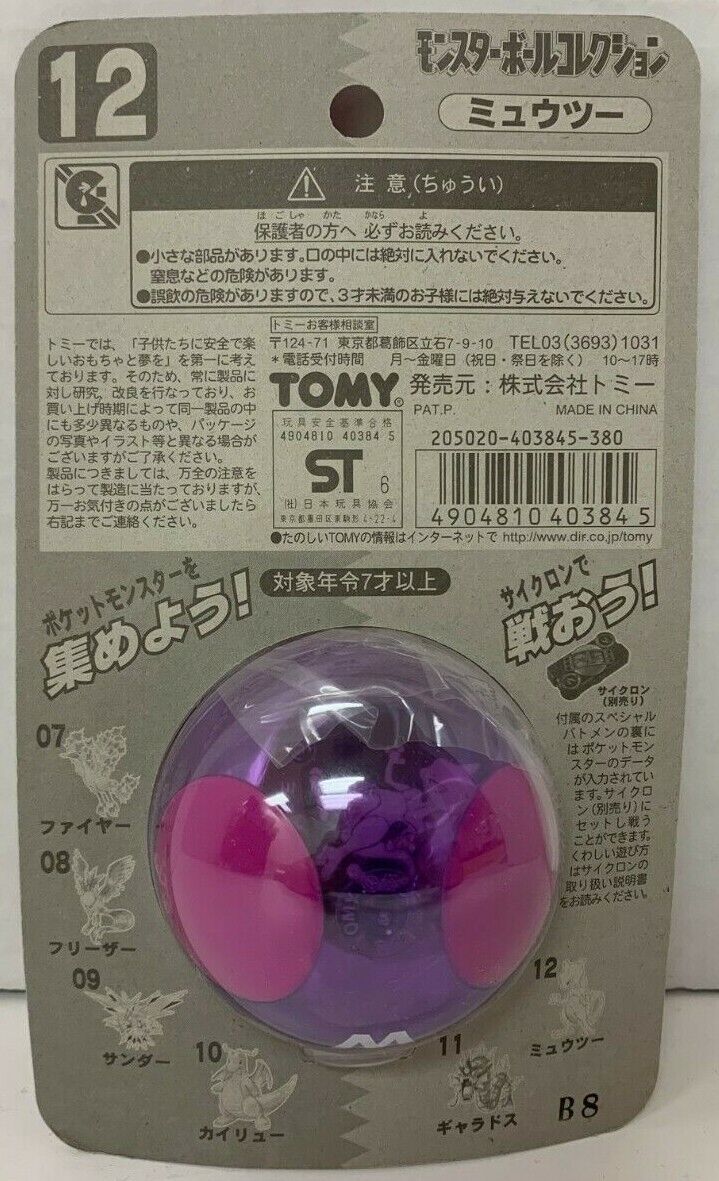 12
モンスターボールコレクション
ミュウツー
注意(ちゅうい)
ほごしゃ かた かなら よ
保護者の方へ 必ずお読みください。
●小さな部品があります。口の中には絶対に入れないでください。
窒息などの危険があります。
●誤飲の危険がありますので、3才未満のお子様には絶対与えないでください。
トミーでは、「子供たちに安全で楽
しいおもちゃと夢を」を第一に考え
ております。そのため、常に製品に
対し研究、改良を行なっており、お
買い上げ時期によって同一製品の中
にも多少異なるものや、パッケージ
の写真やイラスト等と異なる場合が
ございますがご了承ください。
製品につきましては、万全の注意を
はらって製造に当たっておりますが、
万一お気付きの点がございましたら
右記までご連絡ください。
トミーお客様相談室
〒124-71 東京都葛飾区立石7-9-10 TEL03(3693)1031
*電話受付時間 月〜金曜日(祝日・祭日を除く) 10〜17時
TOMY® 発売元:株式会社トミー
PAT.P. MADE IN CHINA
玩具安全基準合格
4904810 40384 5
ST 6
(社)日本玩具協会
東京都墨田区東駒形4-22-4
205020-403845-380
4904810 403845
●たのしいTOMYの情報はインターネットで http://www.dir.co.jp/tomy
対象年令7才以上
ポケットモンスターを
集めよう!
サイクロンで
戦おう!
サイクロン
(別売り)
付属のスペシャル
バトメンの裏に
は ポケットモン
スターのデータ
が入力されてい
ます。サイクロ
ン(別売り)に
セットし戦う
ことができます。
くわしい遊び方
はサイクロンの
取り扱い説明書
をお読みください。
07
ファイヤー
08
フリーザー
09
サンダー
10
カイリュー
11
ギャラドス
12
ミュウツー
B8